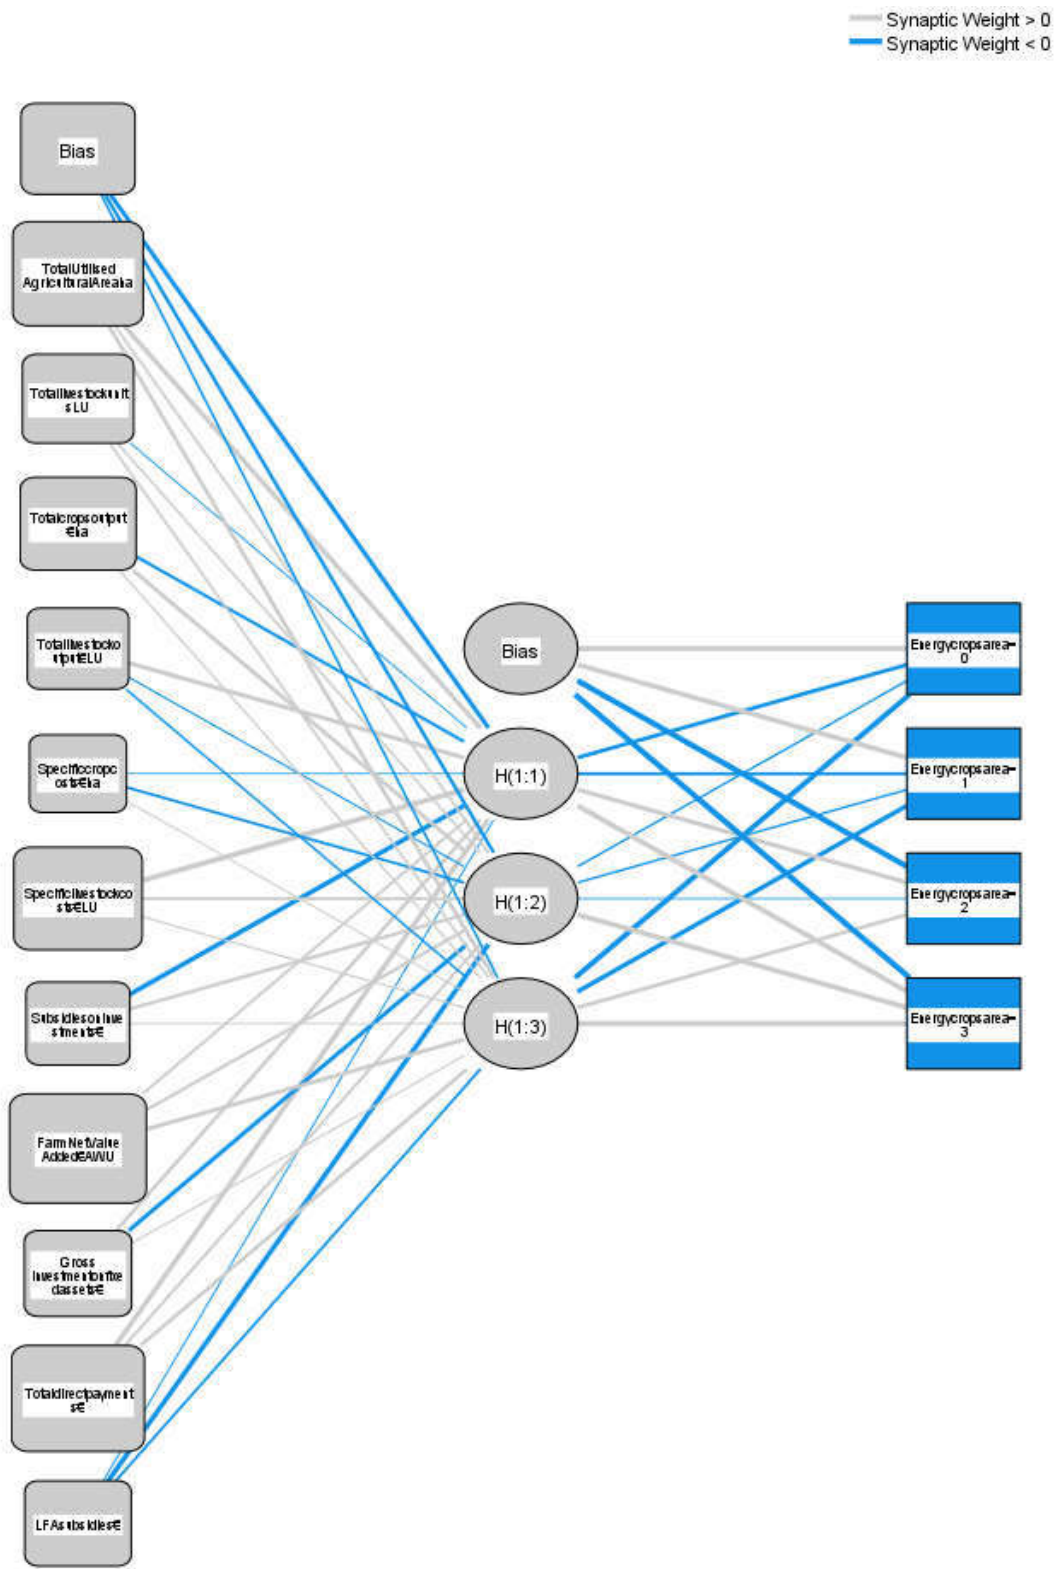 Synaptic Weight > 0
Synaptic Weight < 0
Bias
TotalUtilised
AgriculturalAreaha
Totallivestockunit
sLU
Totalcropsoutput
€ha
Totallivestocko
utput€LU
Specificcropc
osts€ha
Specificlivestockco
sts€LU
Subsidiesoninve
stments€
FarmNetValue
Added€AWU
Gross
Investmentonfixe
dassets€
Totaldirectpayment
s€
LFAsubsidies€
Bias
H(1:1)
H(1:2)
H(1:3)
Energycropsarea=
0
Energycropsarea=
1
Energycropsarea=
2
Energycropsarea=
3